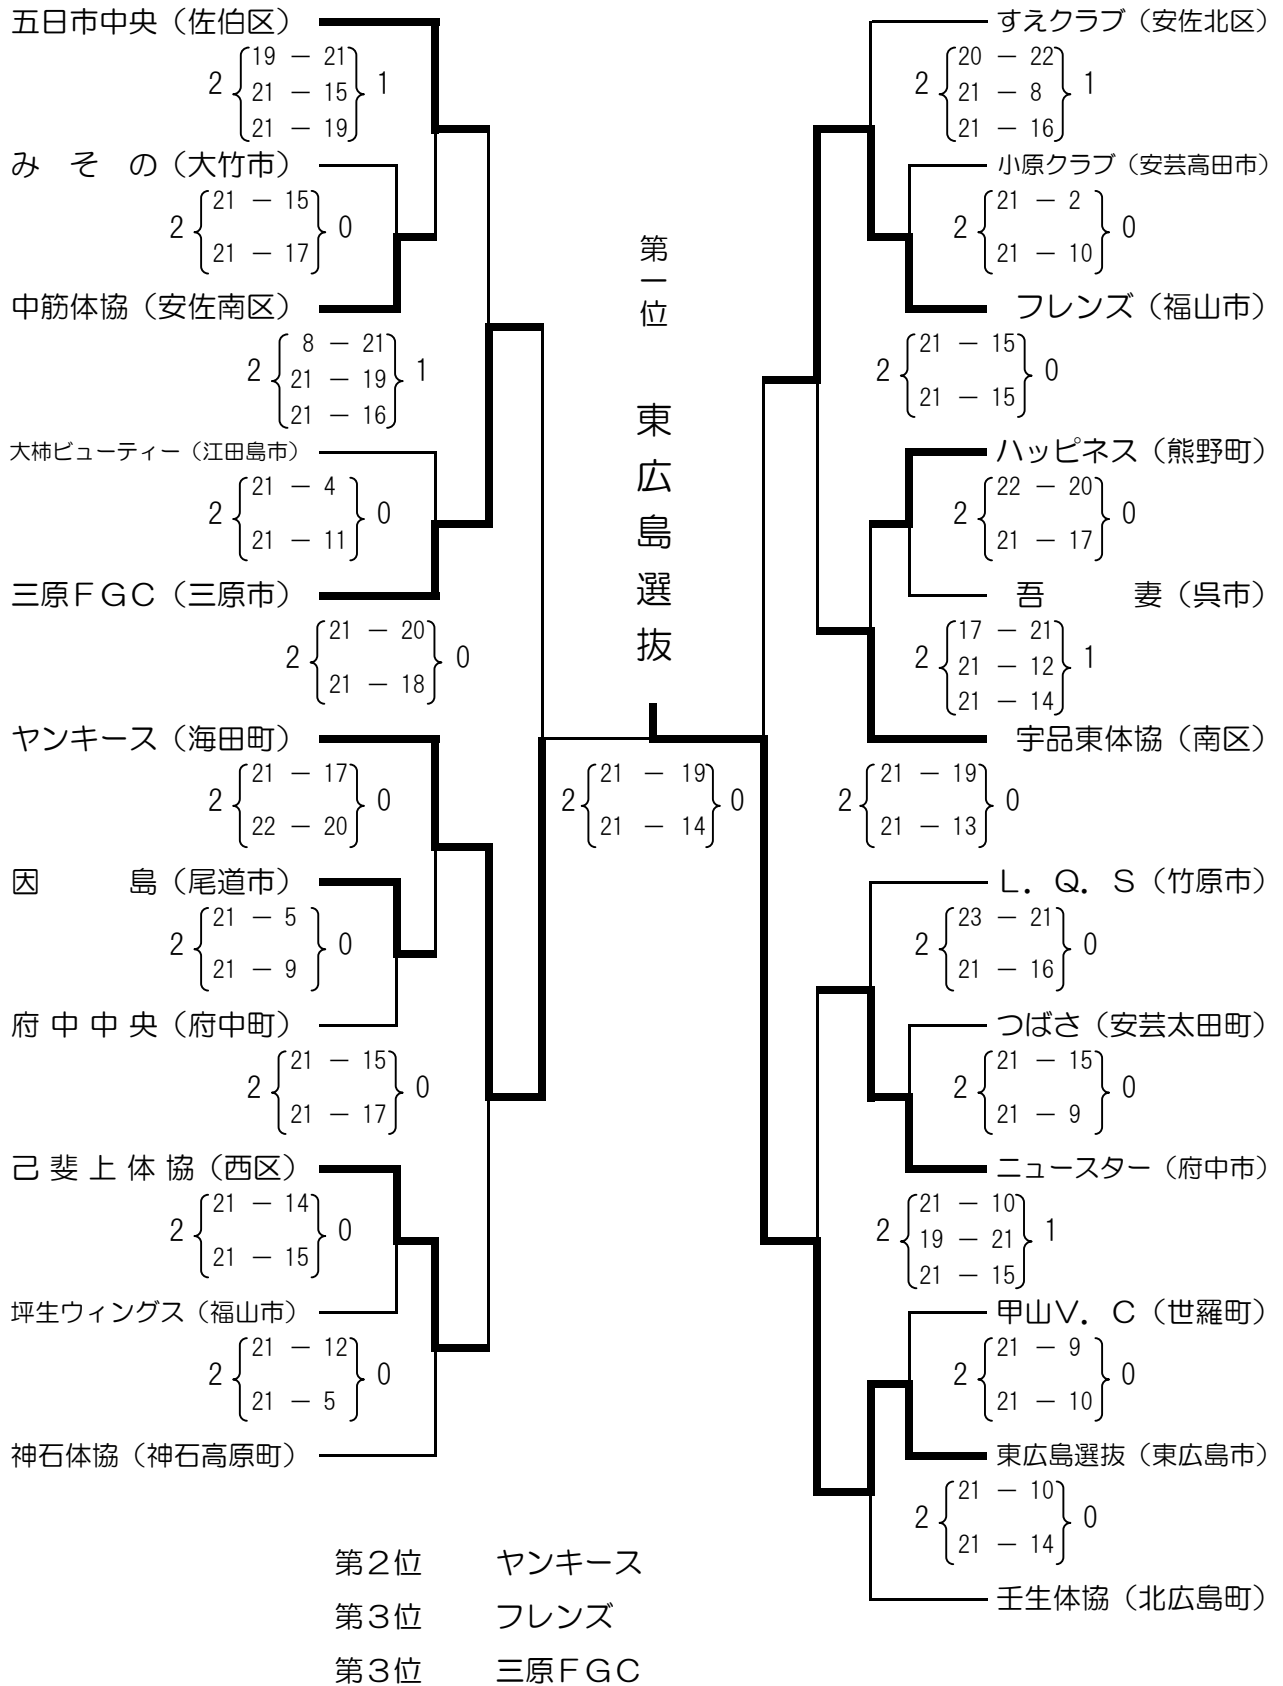 五日市中央（佐伯区）
19 － 21
2 21 － 15 1
21 － 19
み そ の（大竹市）
21 － 15
2 0
21 － 17
中筋体協（安佐南区）
8 － 21
2 21 － 19 1
21 － 16
大柿ビューティー（江田島市）
21 － 4
2 0
21 － 11
三原ＦＧＣ（三原市）
21 － 20
2 0
21 － 18
ヤンキース（海田町）
21 － 17
2 0
22 － 20
因 島（尾道市）
21 － 5
2 0
21 － 9
府中中央（府中町）
21 － 15
2 0
21 － 17
己斐上体協（西区）
21 － 14
2 0
21 － 15
坪生ウィングス（福山市）
21 － 12
2 0
21 － 5
神石体協（神石高原町）
第一位 東広島選抜
21 － 19
2 0
21 － 14
すえクラブ（安佐北区）
20 － 22
2 21 － 8 1
21 － 16
小原クラブ（安芸高田市）
21 － 2
2 0
21 － 10
フレンズ（福山市）
21 － 15
2 0
21 － 15
ハッピネス（熊野町）
22 － 20
2 0
21 － 17
吾 妻（呉市）
17 － 21
2 21 － 12 1
21 － 14
宇品東体協（南区）
21 － 19
2 0
21 － 13
Ｌ．Ｑ．Ｓ（竹原市）
23 － 21
2 0
21 － 16
つばさ（安芸太田町）
21 － 15
2 0
21 － 9
ニュースター（府中市）
21 － 10
2 19 － 21 1
21 － 15
甲山Ｖ．Ｃ（世羅町）
21 － 9
2 0
21 － 10
東広島選抜（東広島市）
21 － 10
2 0
21 － 14
壬生体協（北広島町）
第２位 ヤンキース
第３位 フレンズ
第３位 三原ＦＧＣ